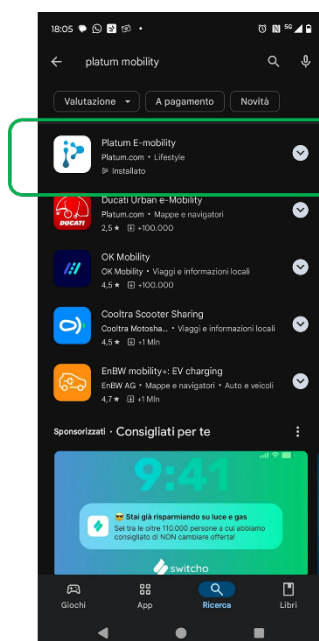 18:05
5G
platum mobility
Valutazione
A pagamento
Novità
Platum E-mobility
Platum.com • Lifestyle
Installato
Ducati Urban e-Mobility
Platum.com • Mappe e navigatori
2,5 ★ +100.000
DUCATI
OK Mobility
OK Mobility • Viaggi e informazioni locali
4,5 ★ +100.000
Cooltra Scooter Sharing
Cooltra Motosha... • Viaggi e informazioni locali
4,5 ★ +1 Mln
EnBW mobility+: EV charging
EnBW AG • Mappe e navigatori • Auto e veicoli
4,7 ★ +1 Mln
Sponsorizzati • Consigliati per te
9:41
Stai già risparmiando su luce e gas
Sei tra le oltre 110.000 persone a cui abbiamo
consigliato di NON cambiare offerta!
switcho
Giochi
App
Ricerca
Libri